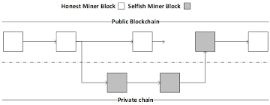 Honest Miner Block Selfish Miner Block
Public Blockchain
Private chain